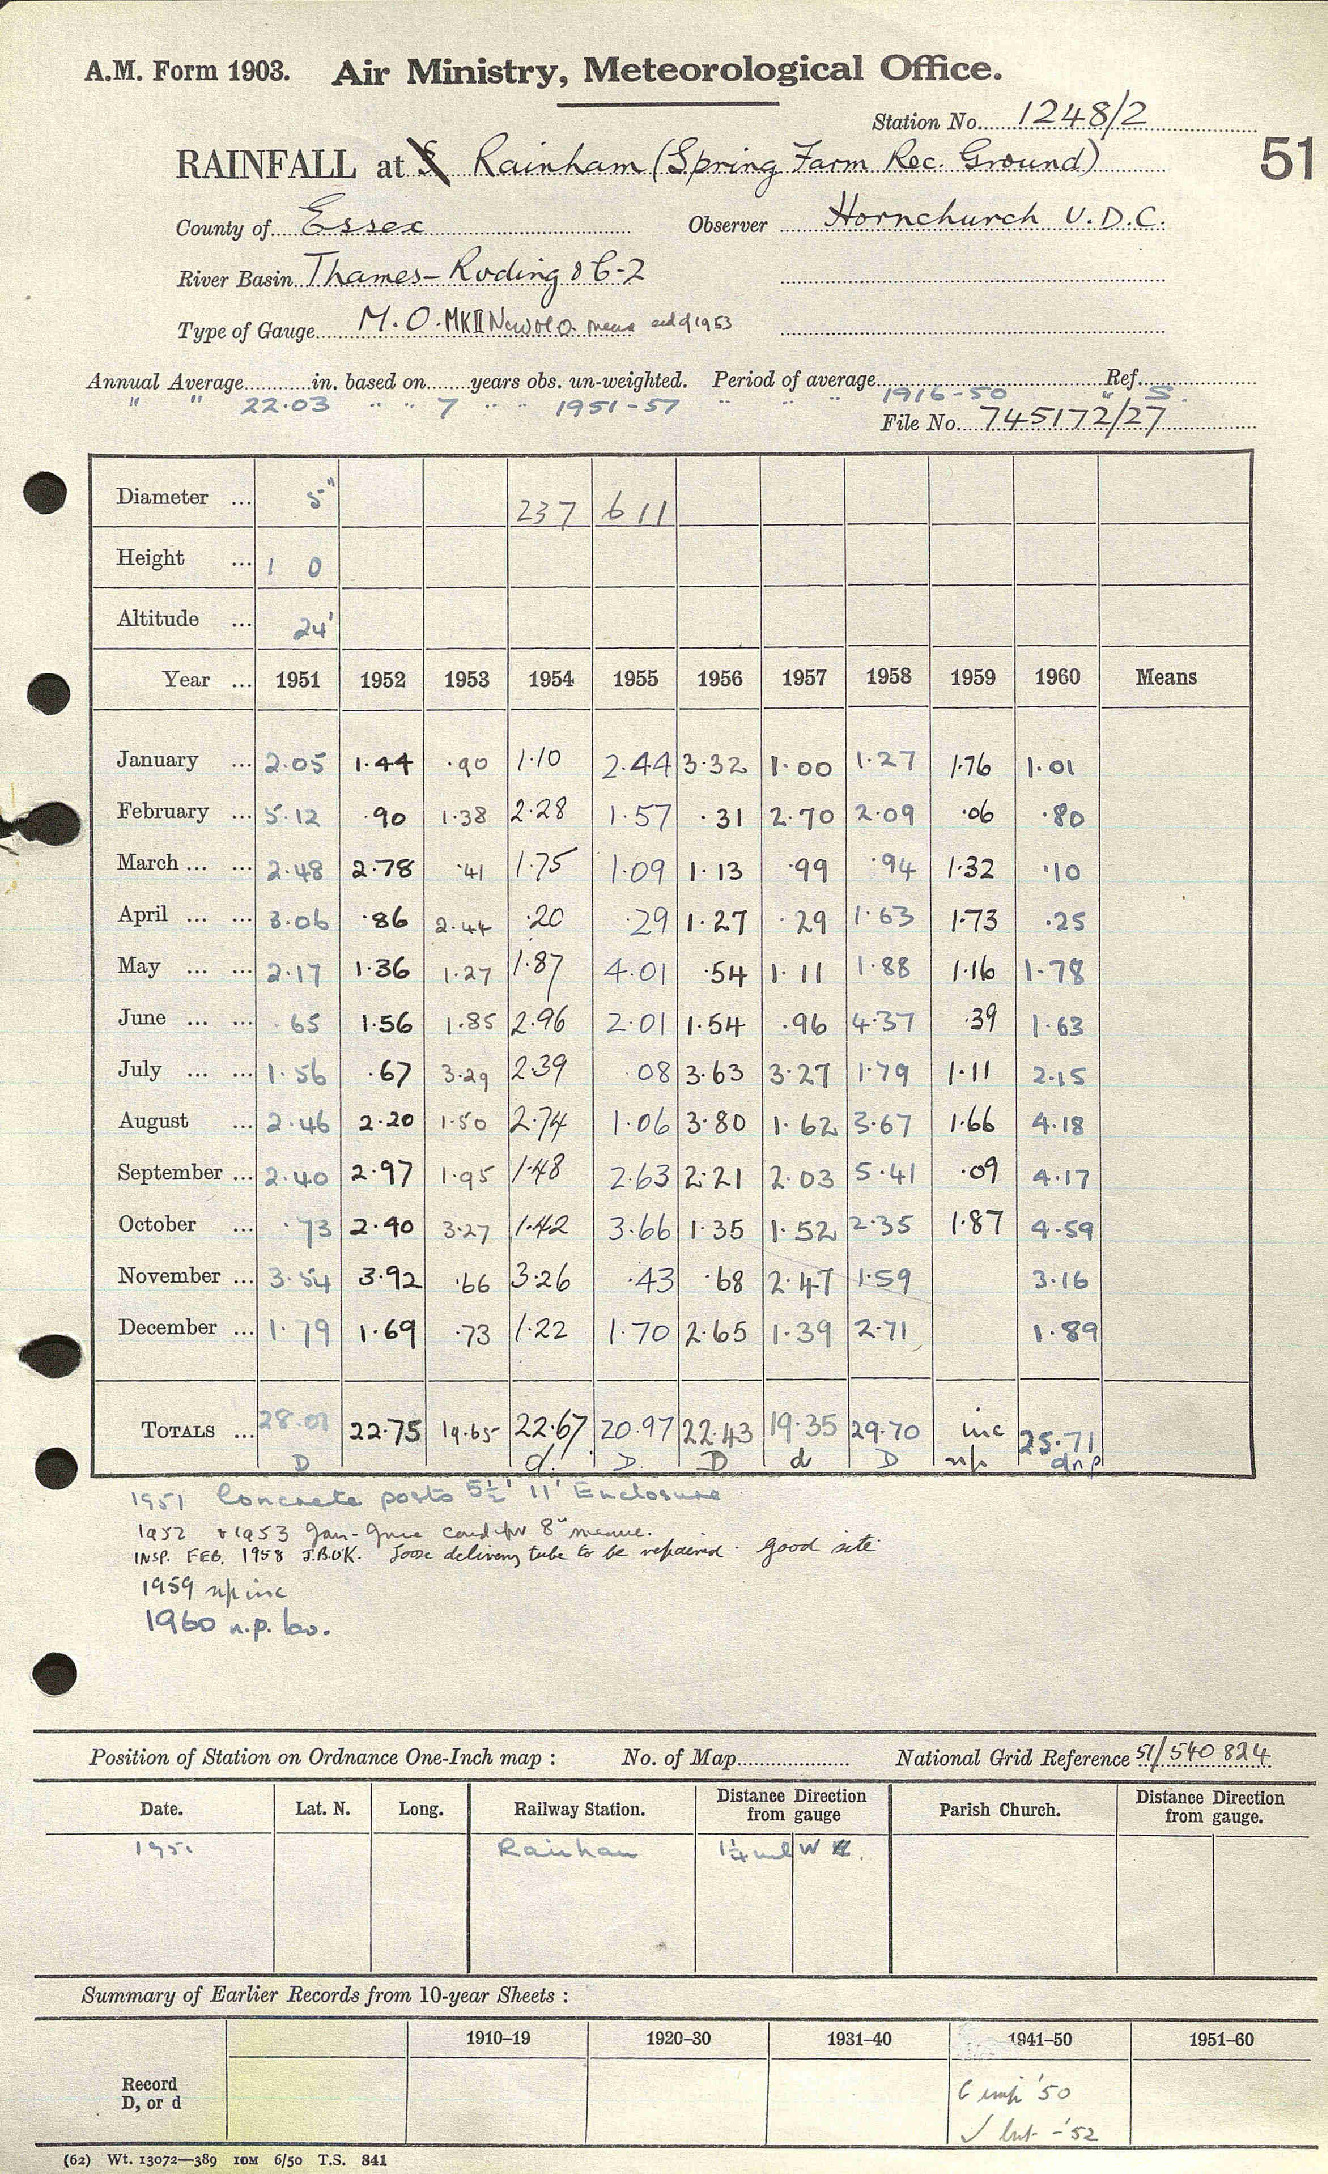 A.M. Form 1903. Air Ministry, Meteorological Office.
Station No. 1248/2
RAINFALL at Rainham (Spring Farm Rec. Ground)
51
County of Essex Observer Hornchurch U.D.C.
River Basin Thames - Roding 86-2
Type of Gauge M.O. MKII New M.O. meas 1953
Annual Average in. based on years obs. un-weighted. Period of average Ref.
" " 22.03 " " 7 " " 1951-57 " " " 1916-50 " S.
File No. 745172/27
Diameter ... 5" 237 611
Height ... 1 0
Altitude ... 24'
Year ... 1951 1952 1953 1954 1955 1956 1957 1958 1959 1960 Means
January ... 2.05 1.44 .90 1.10 2.44 3.32 1.00 1.27 1.76 1.01
February ... 5.12 .90 1.38 2.28 1.57 .31 2.70 2.09 .06 .80
March ... ... 2.48 2.78 .41 1.75 1.09 1.13 .99 .94 1.32 .10
April ... ... 3.06 .86 2.44 .20 .29 1.27 .29 1.63 1.73 .25
May ... ... 2.17 1.36 1.27 1.87 4.01 .54 1.11 1.88 1.16 1.78
June ... ... .65 1.56 1.85 2.96 2.01 1.54 .96 4.37 .39 1.63
July ... ... 1.56 .67 3.29 2.39 .08 3.63 3.27 1.79 1.11 2.15
August ... 2.46 2.20 1.50 2.74 1.06 3.80 1.62 3.67 1.66 4.18
September ... 2.40 2.97 1.95 1.48 2.63 2.21 2.03 5.41 .09 4.17
October ... .73 2.90 3.27 1.42 3.66 1.35 1.52 2.35 1.87 4.59
November ... 3.54 3.92 .66 3.26 .43 .68 2.47 1.59 3.16
December ... 1.79 1.69 .73 1.22 1.70 2.65 1.39 2.71 1.89
TOTALS ... 28.01 22.75 19.65 22.67 20.97 22.43 19.35 29.70 inc 25.71
D d. D. D d D np dnp
1951 Concrete posts 5½' 11' Enclosure
1952 + 1953 Jan-June for 8"
INSP. FEB. 1958 J.B.UK. Loose delivery tube to be repaired. good site
1959 np inc
1960 n.p.
Position of Station on Ordnance One-Inch map : No. of Map National Grid Reference 51/540 824
Date. Lat. N. Long. Railway Station. Distance Direction from gauge Parish Church. Distance Direction from gauge.
1951 Rainham 1¼ ml W
Summary of Earlier Records from 10-year Sheets :
1910–19 1920–30 1931–40 1941–50 1951–60
Record
D, or d
'50
- '52
(62) Wt. 13072—389 10M 6/50 T.S. 841